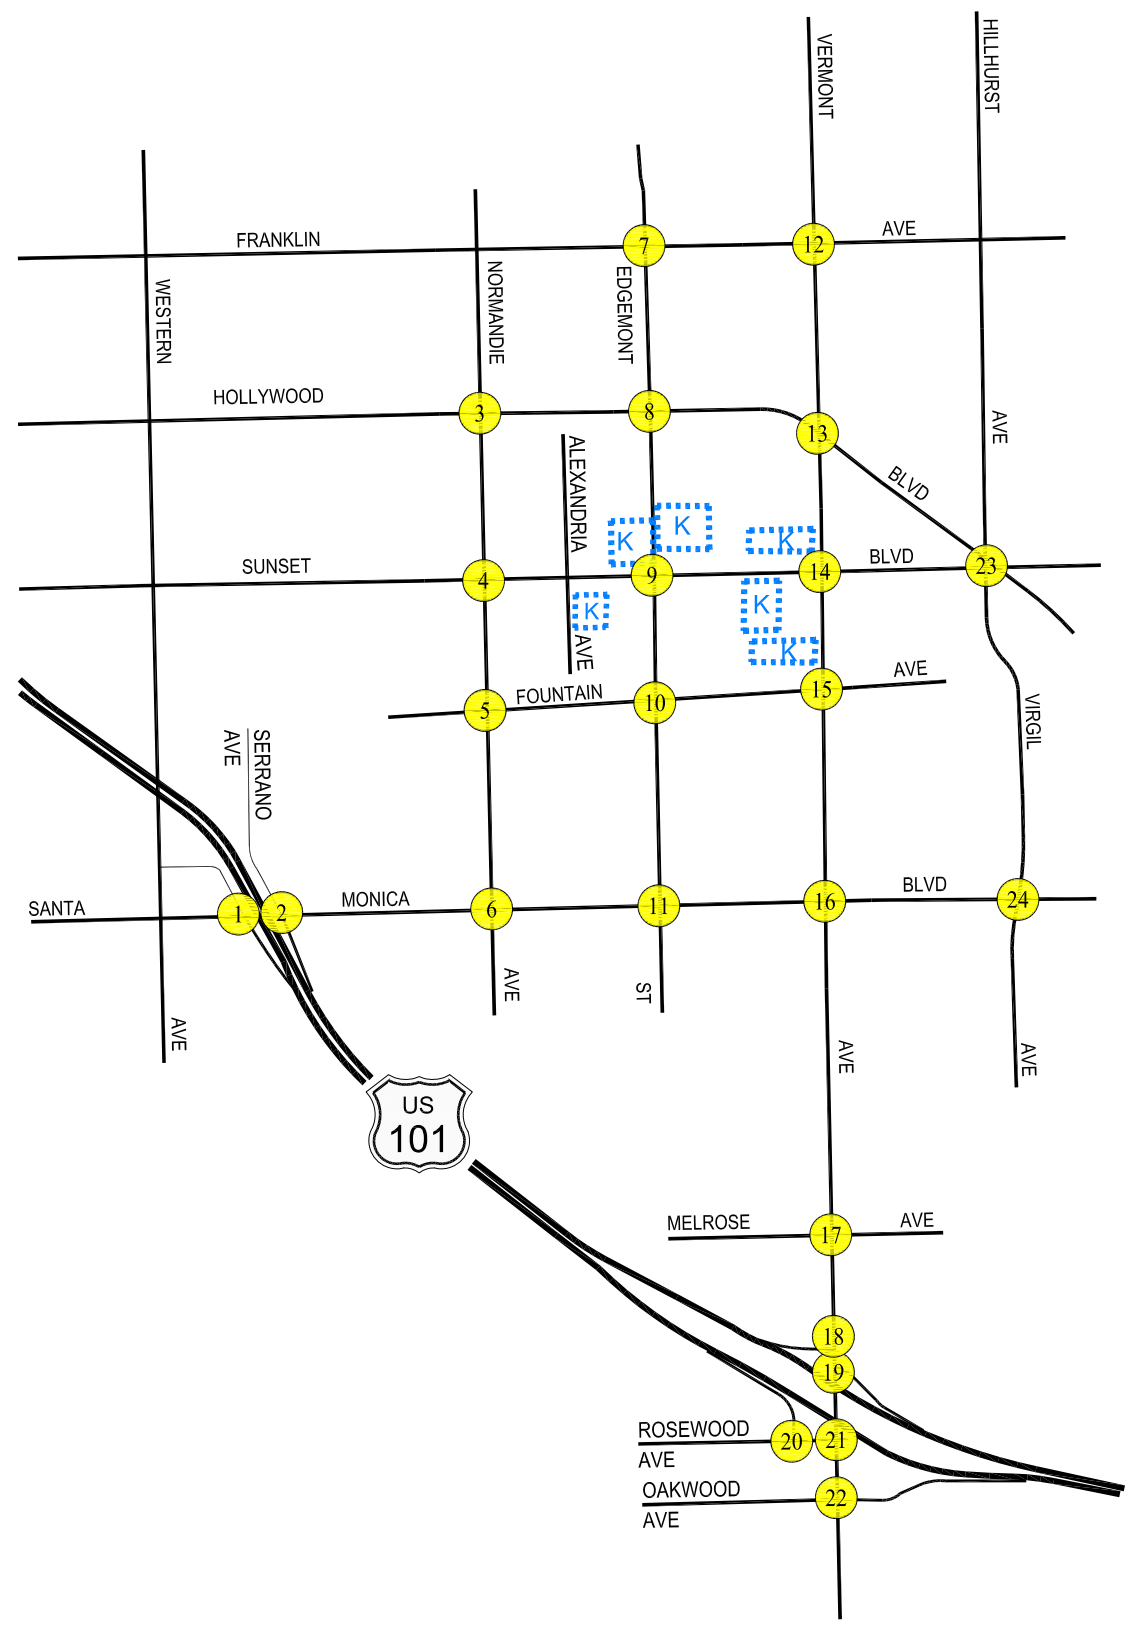 HILLHURST
VERMONT
AVE
FRANKLIN
12
7
NORMANDIE
EDGEMONT
WESTERN
HOLLYWOOD
3
8
13
AVE
ALEXANDRIA
BLVD
K
K
K
SUNSET
BLVD
4
9
14
23
K
K
K
AVE
AVE
FOUNTAIN
15
5
10
VIRGIL
SERRANO
AVE
SANTA
MONICA
BLVD
1
2
6
11
16
24
AVE
ST
AVE
AVE
AVE
US
101
MELROSE
AVE
17
18
19
ROSEWOOD
AVE
20
21
OAKWOOD
AVE
22